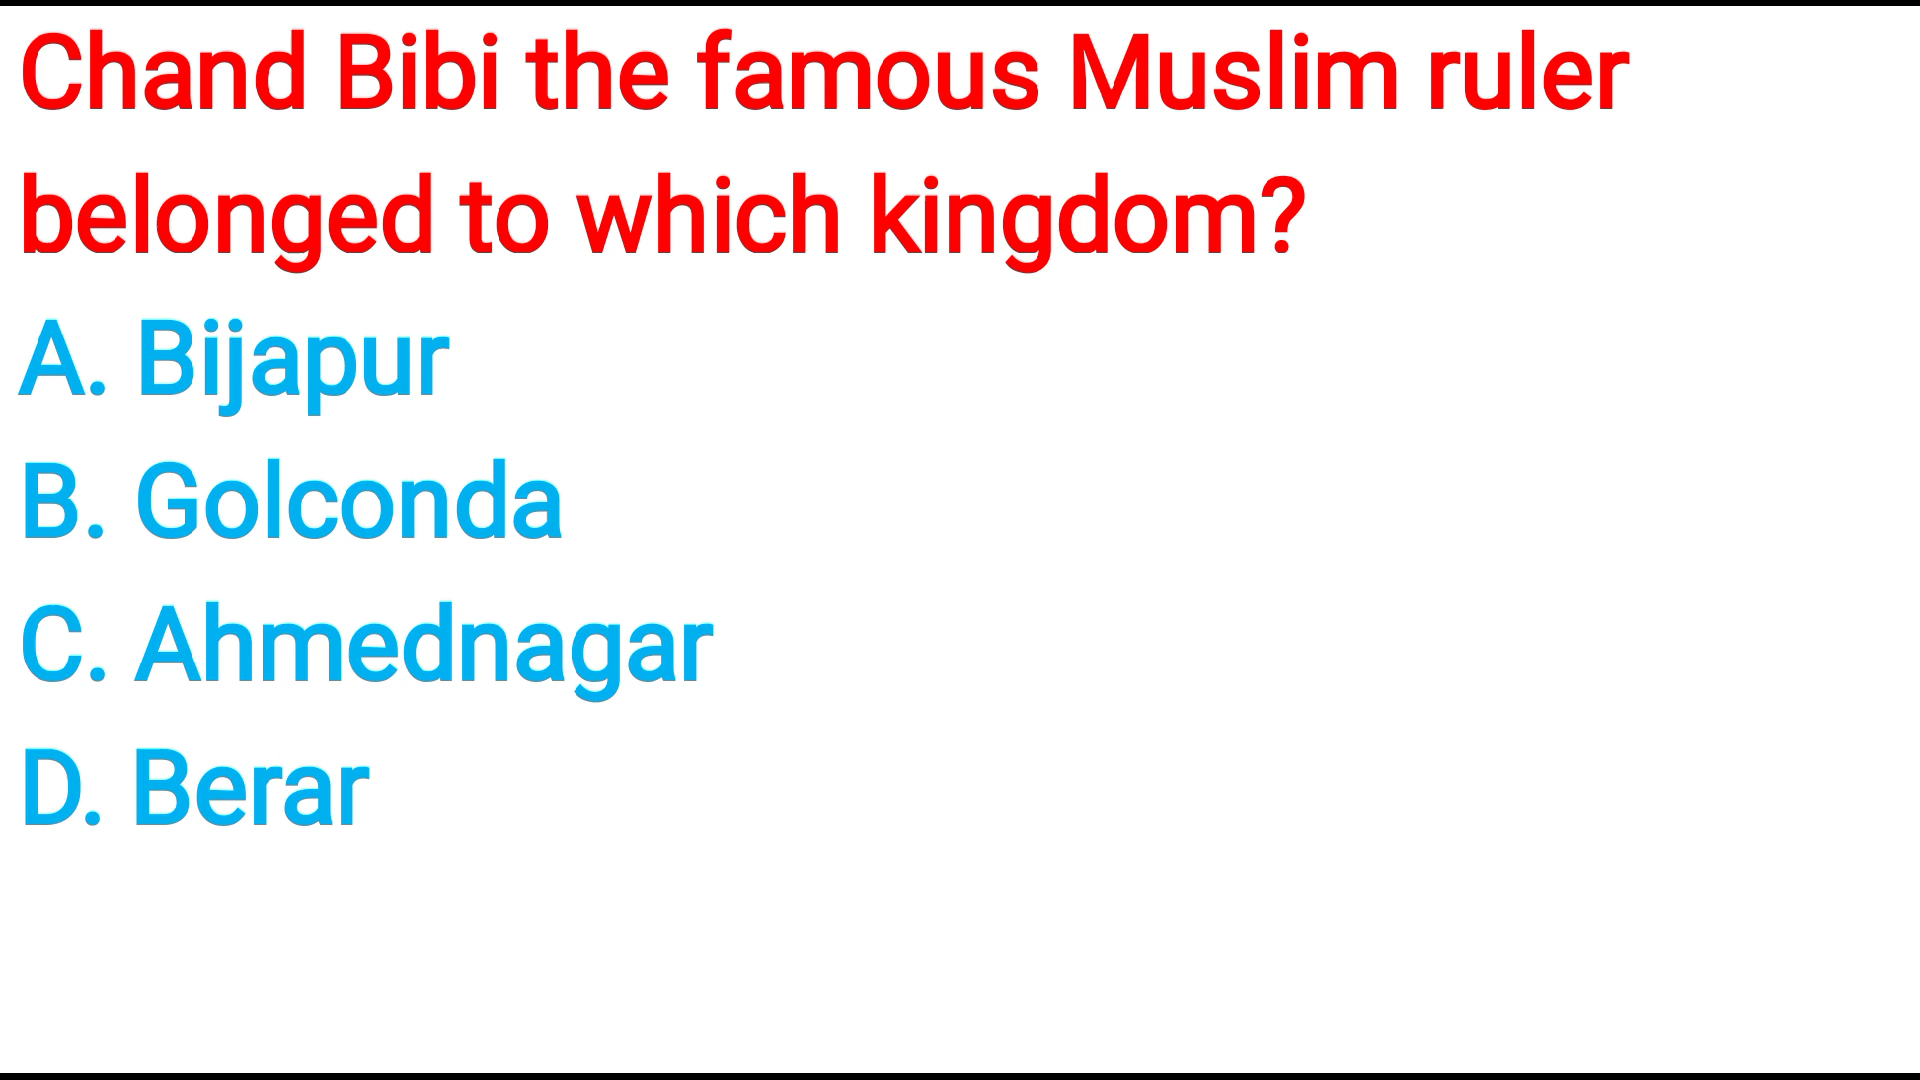 Chand Bibi the famous Muslim ruler
belonged to which kingdom?
A. Bijapur
B. Golconda
C. Ahmednagar
D. Berar